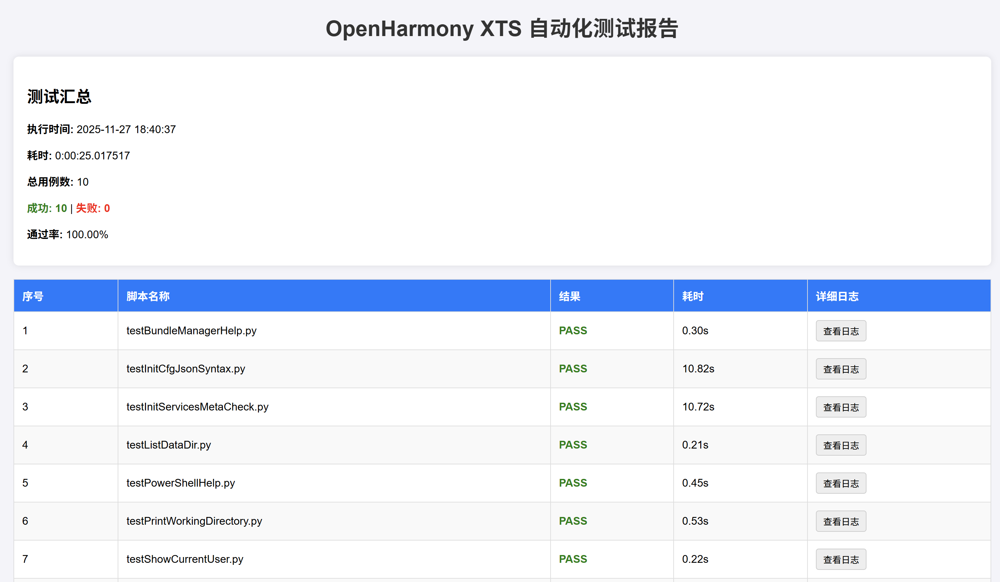 OpenHarmony XTS 自动化测试报告
测试汇总
执行时间: 2025-11-27 18:40:37
耗时: 0:00:25.017517
总用例数: 10
成功: 10 | 失败: 0
通过率: 100.00%
序号 脚本名称 结果 耗时 详细日志
1 testBundleManagerHelp.py PASS 0.30s 查看日志
2 testInitCfgJsonSyntax.py PASS 10.82s 查看日志
3 testInitServicesMetaCheck.py PASS 10.72s 查看日志
4 testListDataDir.py PASS 0.21s 查看日志
5 testPowerShellHelp.py PASS 0.45s 查看日志
6 testPrintWorkingDirectory.py PASS 0.53s 查看日志
7 testShowCurrentUser.py PASS 0.22s 查看日志